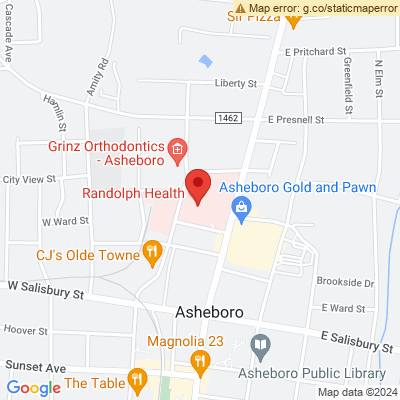 Map error: g.co/staticmaperror
Sir Pizza
Cascade Ave
E Pritchard St
Amity Rd
Liberty St
Greenfield St
N Elm St
Hamlin St
1462
E Presnell St
Grinz Orthodontics
- Asheboro
City View St
Randolph Health
Asheboro Gold and Pawn
W Ward St
CJ's Olde Towne
Brookside Dr
W Salisbury St
Asheboro
E Ward St
Hoover St
E Salisbury St
Magnolia 23
Sunset Ave
Asheboro Public Library
The Table
Google
Map data ©2024